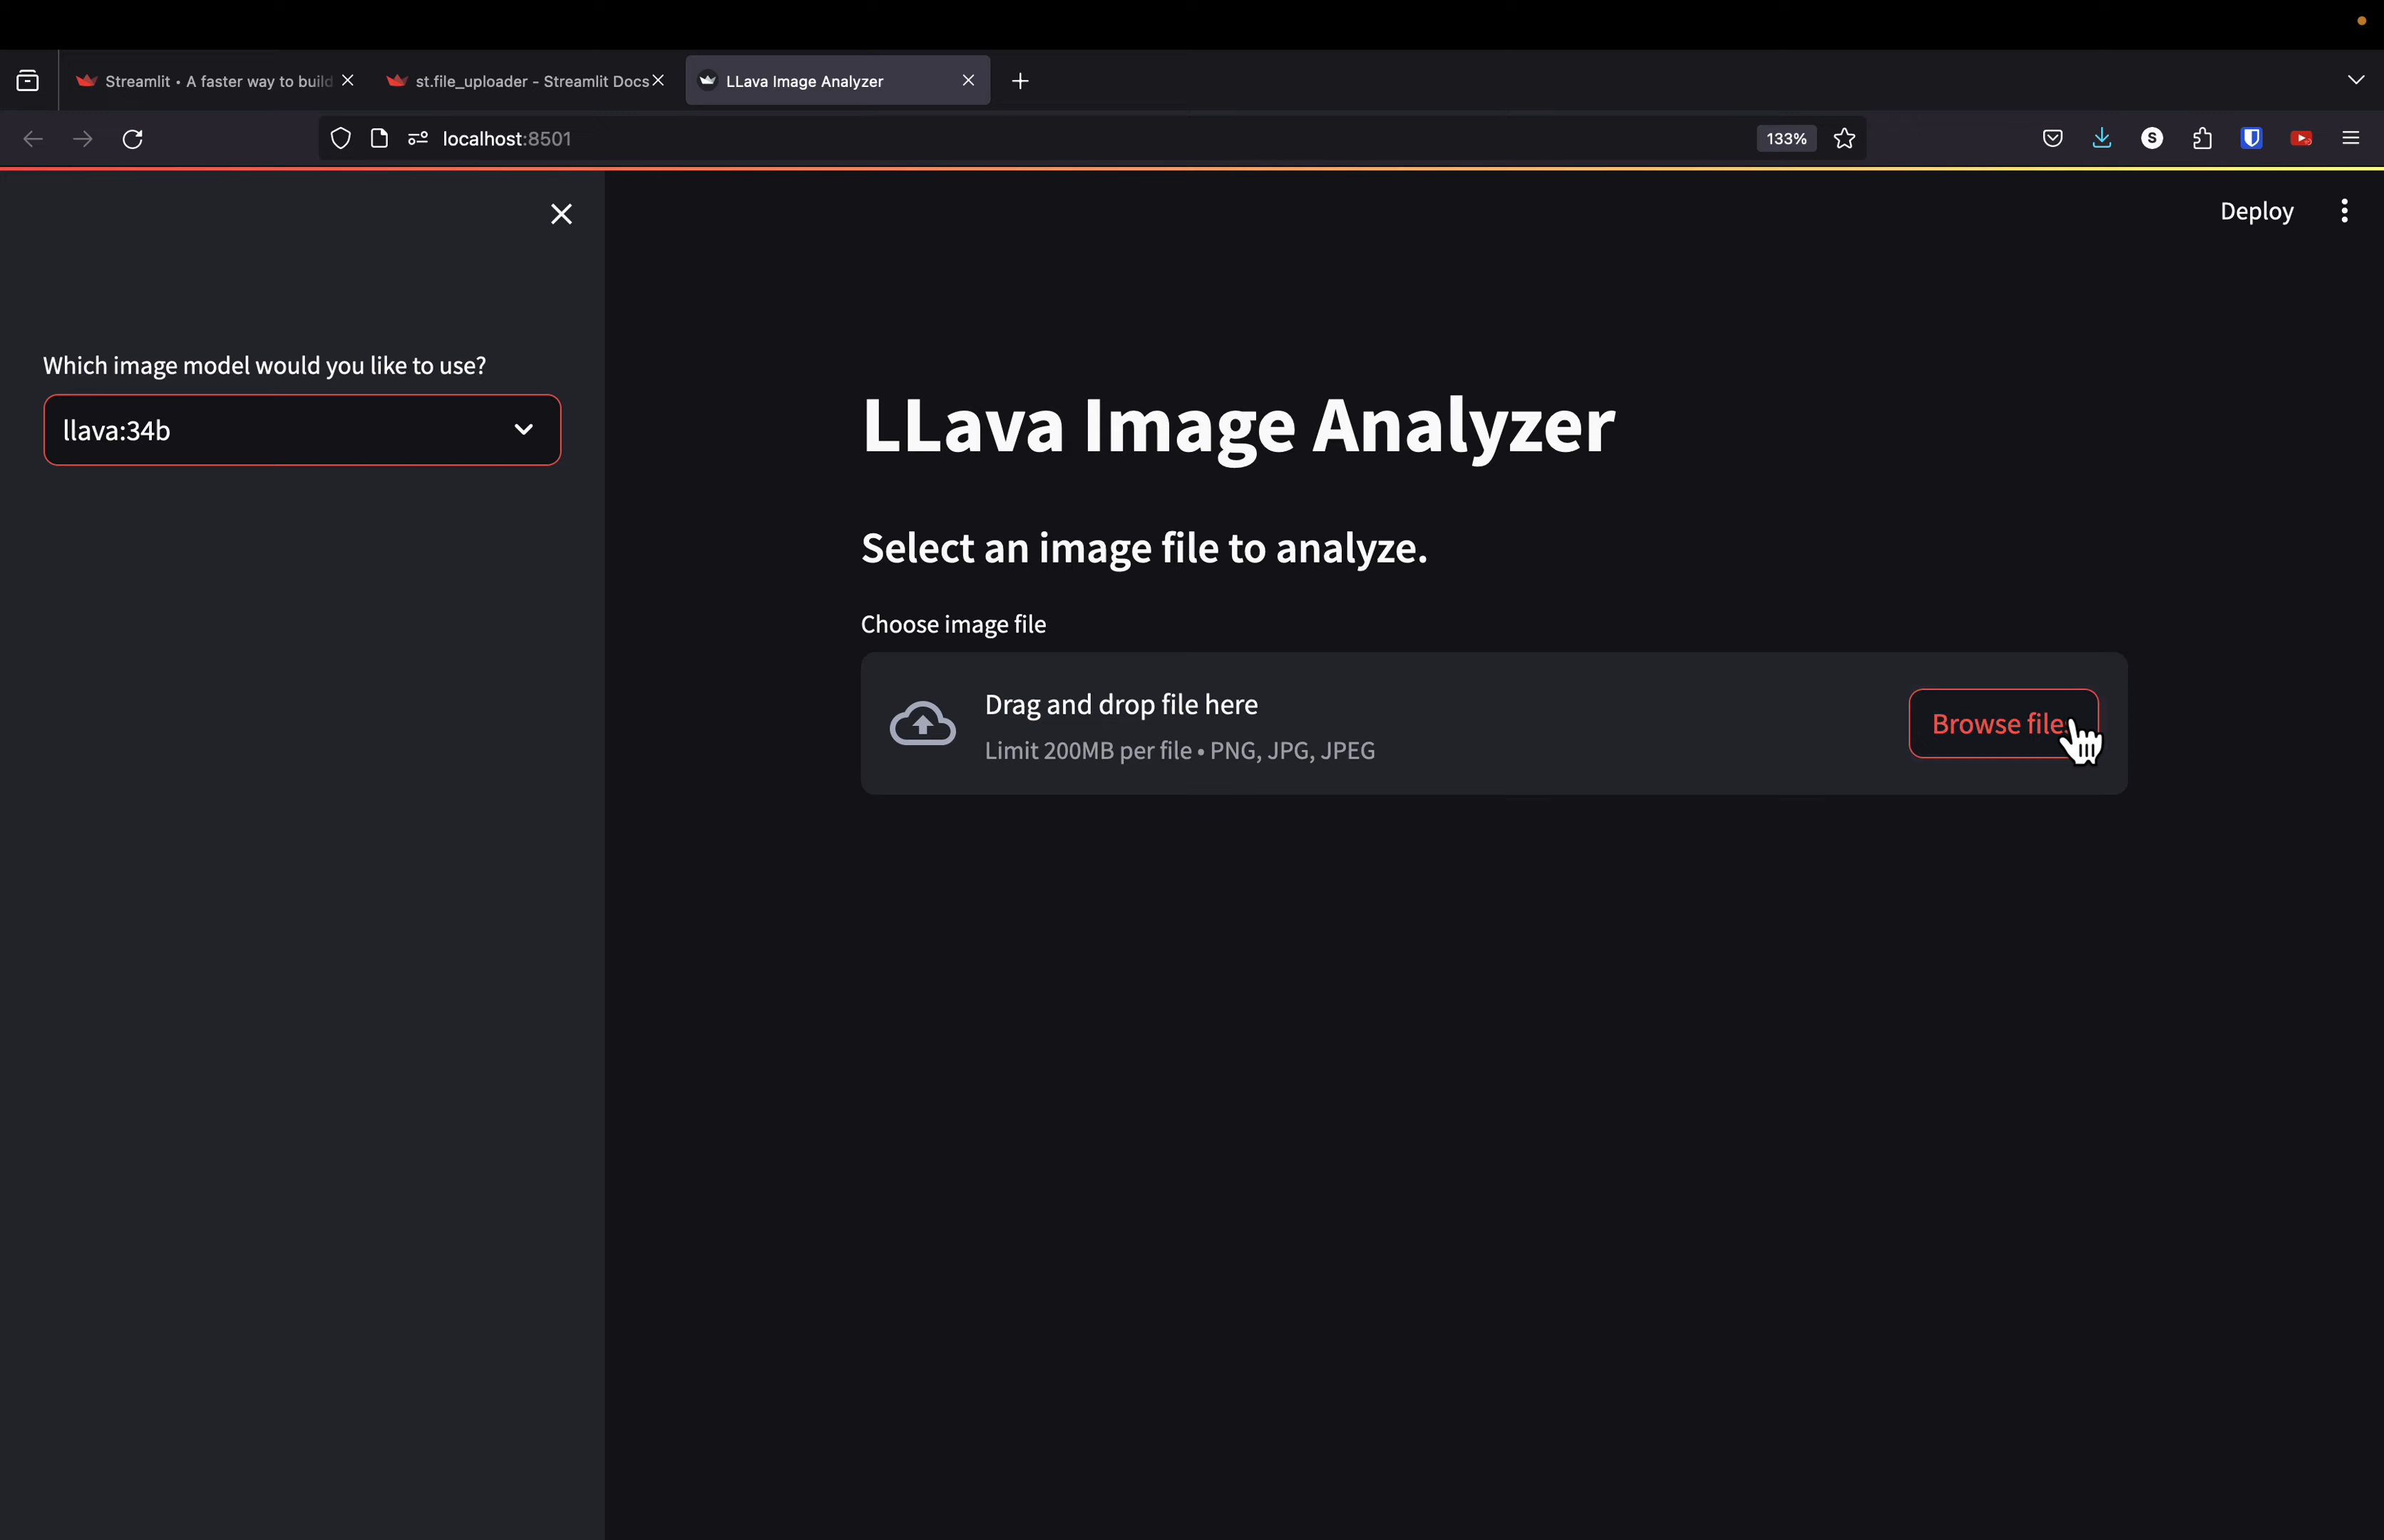 Streamlit • A faster way to build
st.file_uploader - Streamlit Docs
LLava Image Analyzer
localhost:8501
133%
S
Deploy
Which image model would you like to use?
llava:34b
LLava Image Analyzer
Select an image file to analyze.
Choose image file
Drag and drop file here
Limit 200MB per file • PNG, JPG, JPEG
Browse files